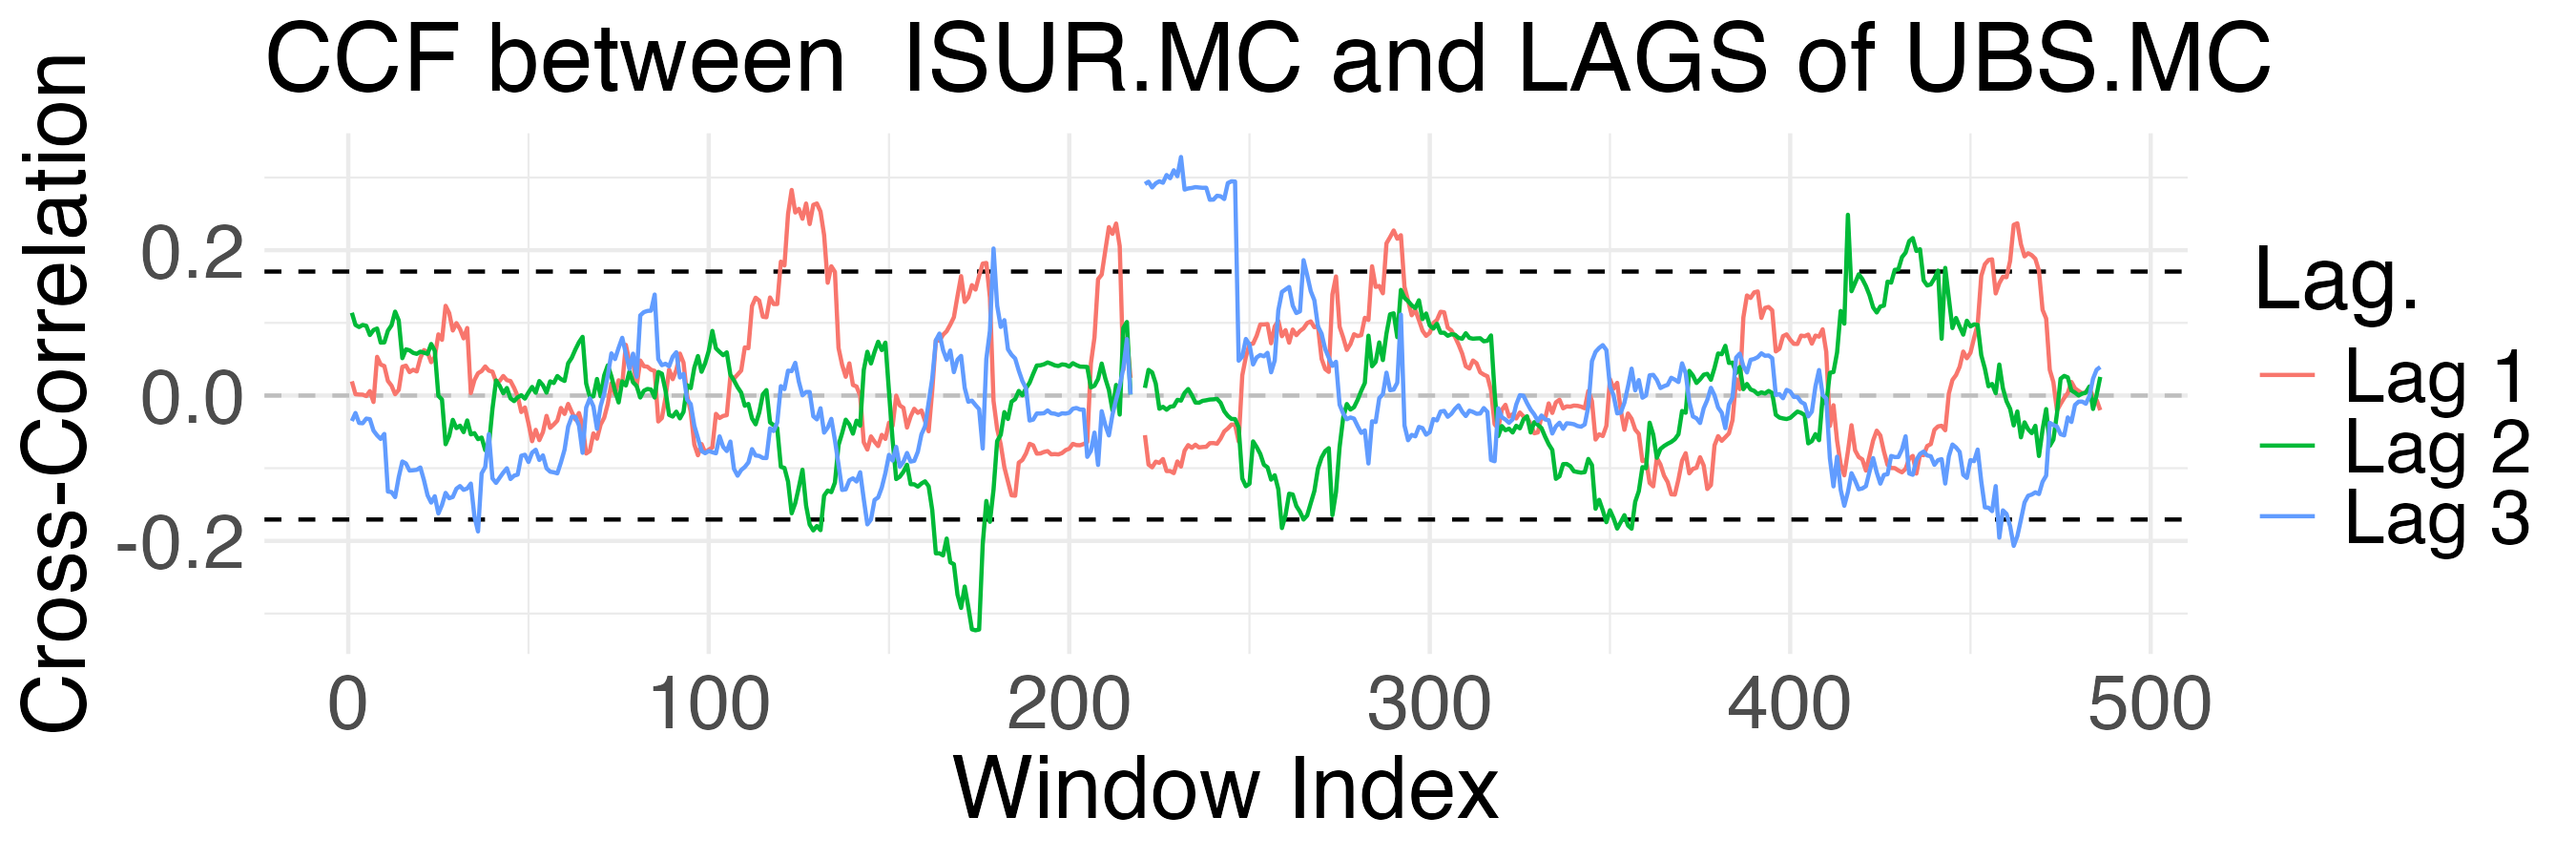 CCF between ISUR.MC and LAGS of UBS.MC
Cross-Correlation
0.2
0.0
-0.2
0 100 200 300 400 500
Window Index
Lag.
Lag 1
Lag 2
Lag 3